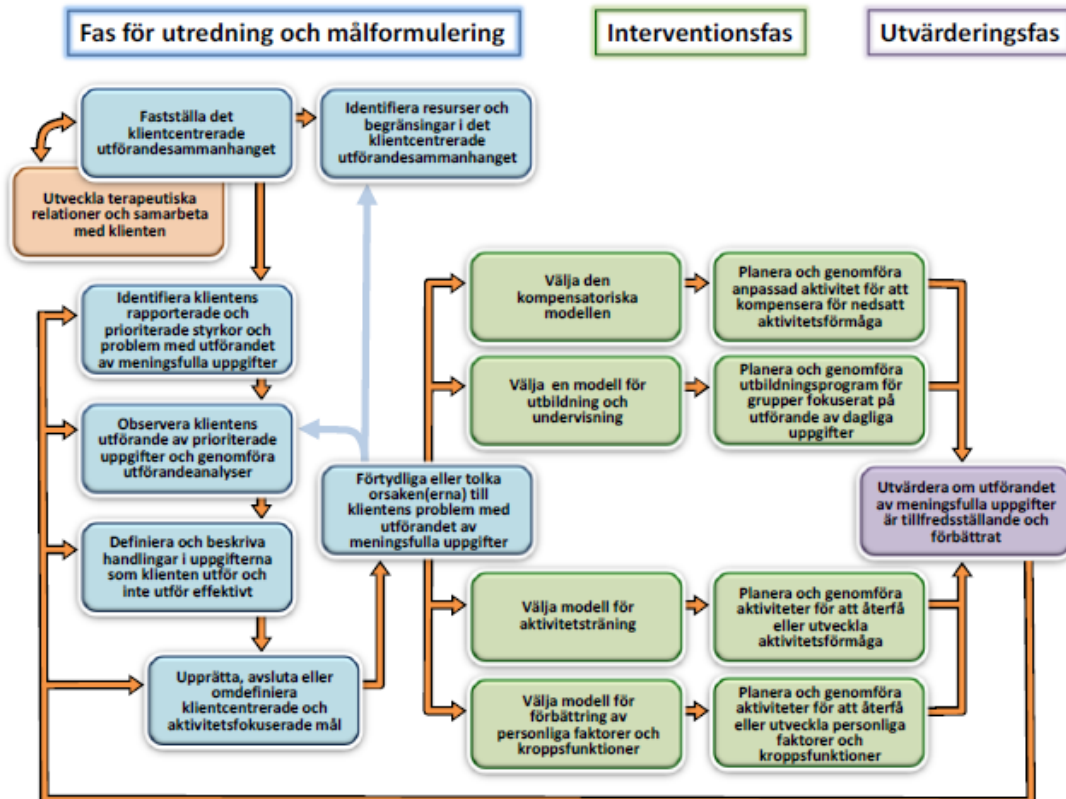 Fas för utredning och målformulering
Interventionsfas
Utvärderingsfas
Fastställa det
klientcentrerade
utförandesammanhanget
Identifiera resurser och
begränsingar i det
klientcentrerade
utförandesammanhanget
Utveckla terapeutiska
relationer och samarbeta
med klienten
Identifiera klientens
rapporterade och
prioriterade styrkor och
problem med utförandet
av meningsfulla uppgifter
Observera klientens
utförande av prioriterade
uppgifter och genomföra
utförandeanalyser
Definiera och beskriva
handlingar i uppgifterna
som klienten utför och
inte utför effektivt
Upprätta, avsluta eller
omdefiniera
klientcentrerade och
aktivitetsfokuserade mål
Förtydliga eller tolka
orsaken(erna) till
klientens problem med
utförandet av
meningsfulla uppgifter
Välja den
kompensatoriska
modellen
Planera och genomföra
anpassad aktivitet för att
kompensera för nedsatt
aktivitetsförmåga
Välja en modell för
utbildning och
undervisning
Planera och genomföra
utbildningsprogram för
grupper fokuserat på
utförande av dagliga
uppgifter
Välja modell för
aktivitetsträning
Planera och genomföra
aktiviteter för att återfå
eller utveckla
aktivitetsförmåga
Välja modell för
förbättring av
personliga faktorer och
kroppsfunktioner
Planera och genomföra
aktiviteter för att återfå
eller utveckla personliga
faktorer och
kroppsfunktioner
Utvärdera om utförandet
av meningsfulla uppgifter
är tillfredsställande och
förbättrat